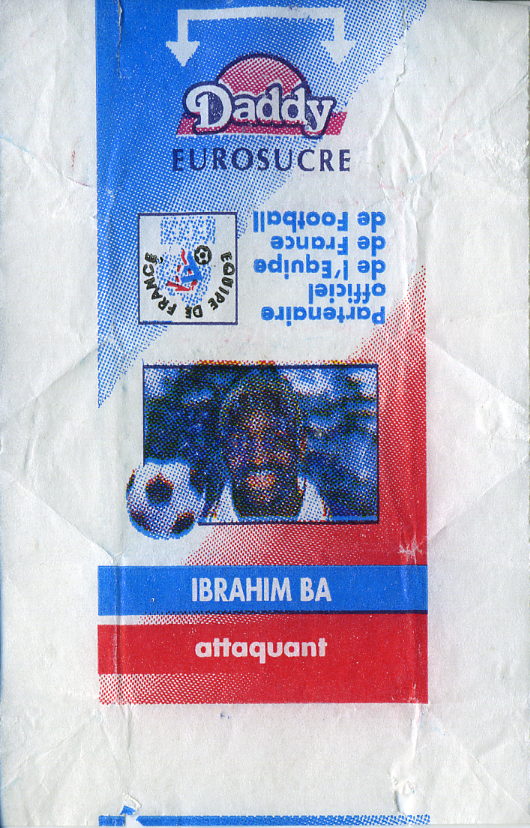 Daddy
EUROSUCRE
Partenaire
officiel
de l'Equipe
de France
de Football
EQUIPE DE FRANCE
IBRAHIM BA
attaquant